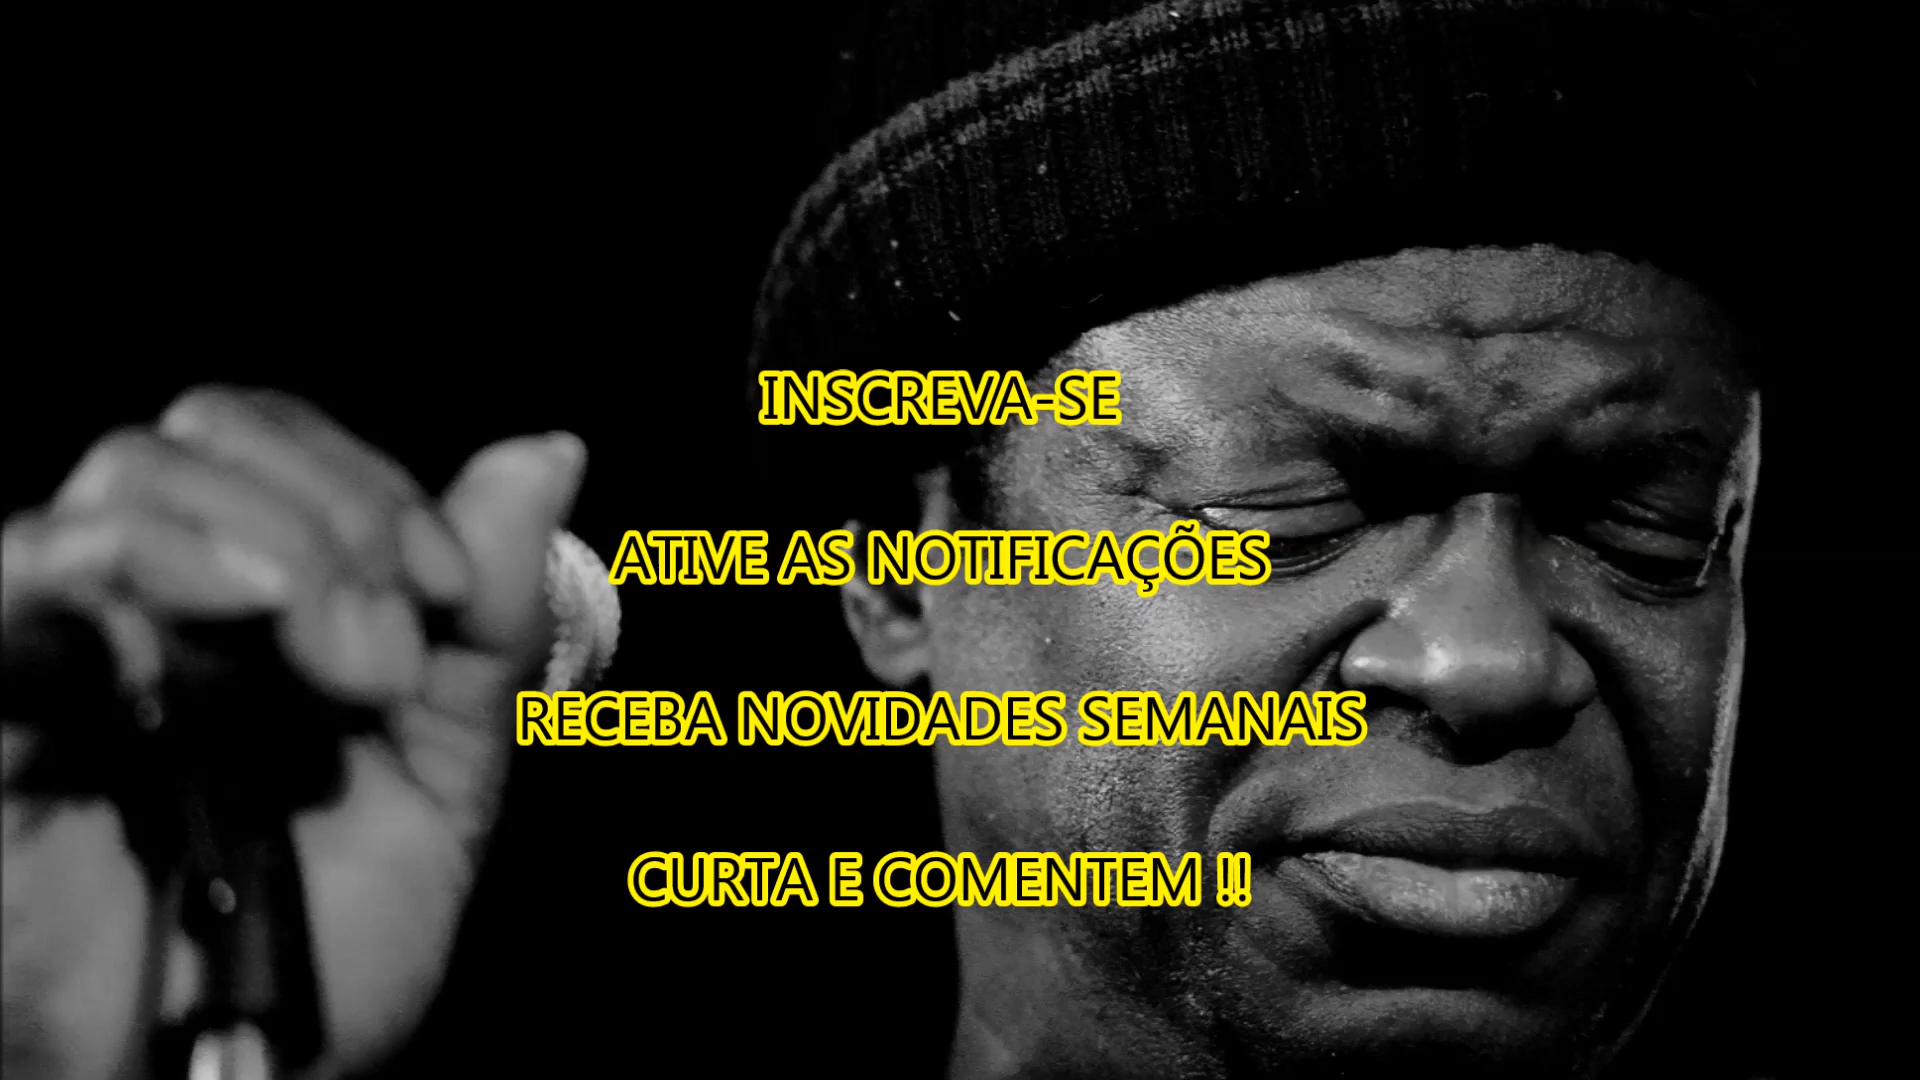 INSCREVA-SE
ATIVE AS NOTIFICAÇÕES
RECEBA NOVIDADES SEMANAIS
CURTA E COMENTEM !!